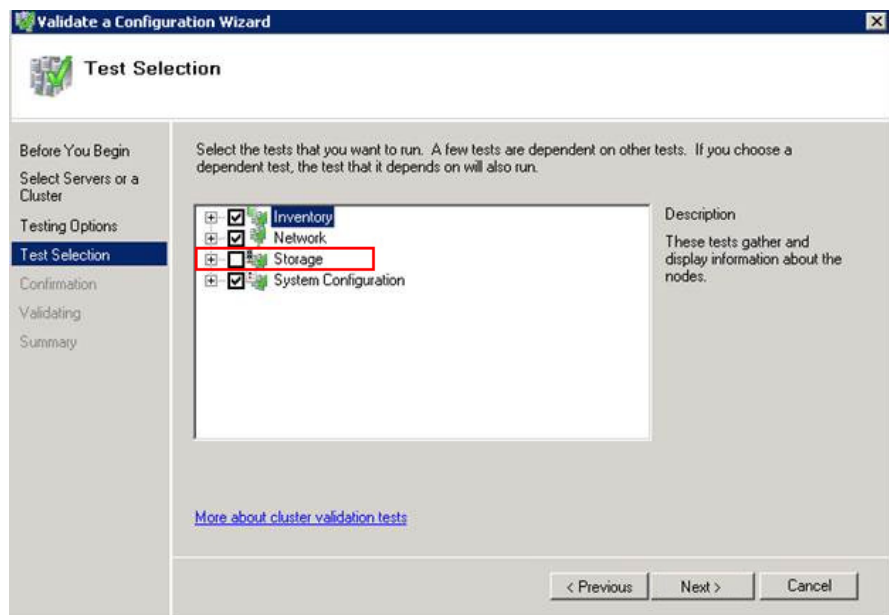 Validate a Configuration Wizard
Test Selection
Before You Begin
Select Servers or a
Cluster
Testing Options
Test Selection
Confirmation
Validating
Summary
Select the tests that you want to run. A few tests are dependent on other tests. If you choose a
dependent test, the test that it depends on will also run.
Inventory
Network
Storage
System Configuration
Description
These tests gather and
display information about the
nodes.
More about cluster validation tests
< Previous
Next >
Cancel